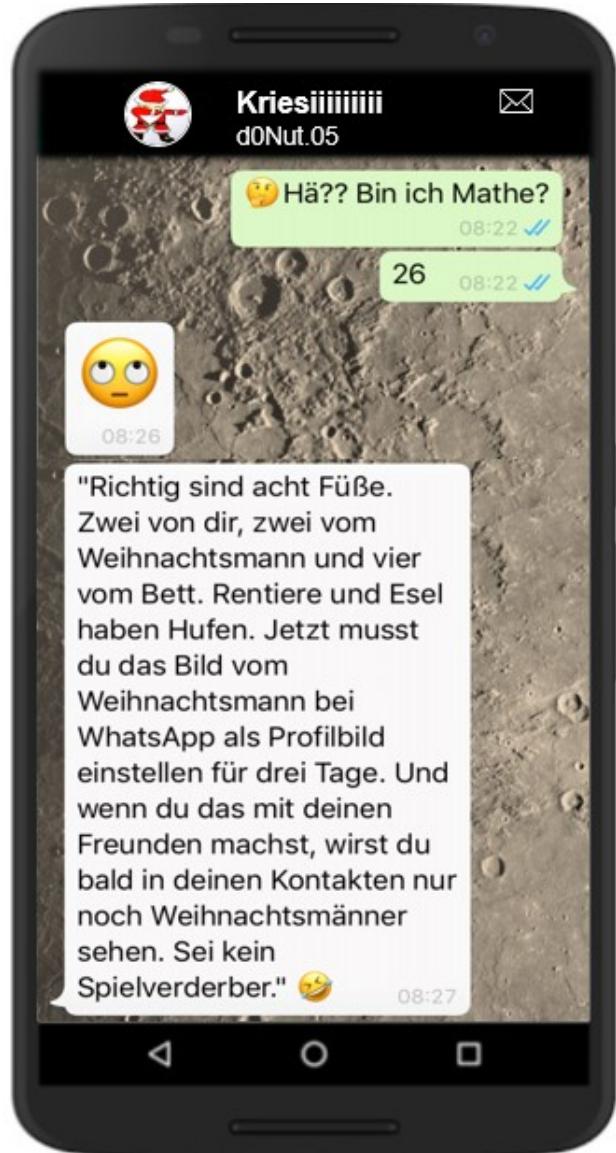 Kriesiiiiiiiii
d0Nut.05
🤔Hä?? Bin ich Mathe?
08:22
26 08:22
🙄
08:26
"Richtig sind acht Füße.
Zwei von dir, zwei vom
Weihnachtsmann und vier
vom Bett. Rentiere und Esel
haben Hufen. Jetzt musst
du das Bild vom
Weihnachtsmann bei
WhatsApp als Profilbild
einstellen für drei Tage. Und
wenn du das mit deinen
Freunden machst, wirst du
bald in deinen Kontakten nur
noch Weihnachtsmänner
sehen. Sei kein
Spielverderber." 🤣 08:27